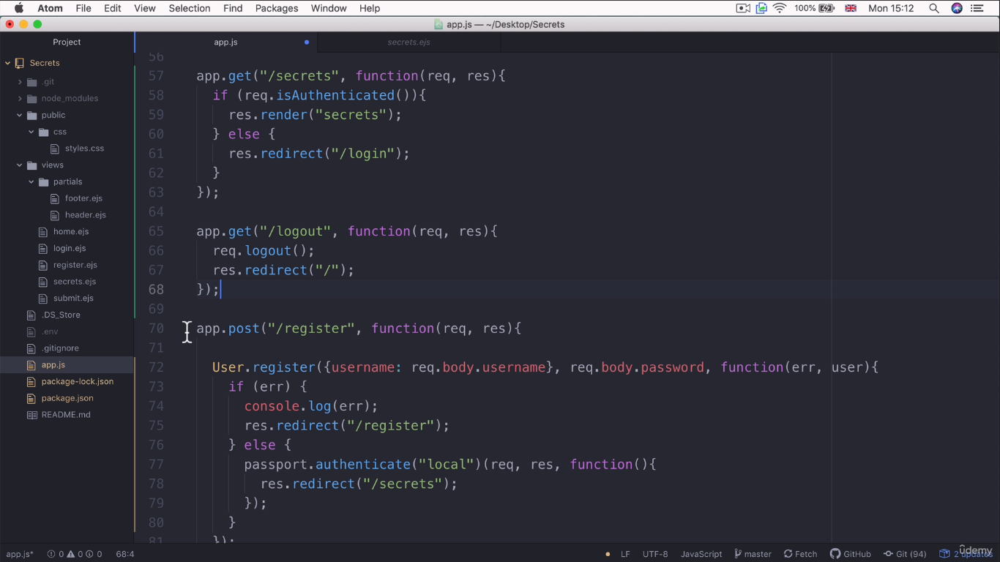 Atom File Edit View Selection Find Packages Window Help 100% Mon 15:12
app.js — ~/Desktop/Secrets
Project app.js secrets.ejs
Secrets
.git
node_modules
public
css
styles.css
views
partials
footer.ejs
header.ejs
home.ejs
login.ejs
register.ejs
secrets.ejs
submit.ejs
.DS_Store
.env
.gitignore
app.js
package-lock.json
package.json
README.md
56
57 app.get("/secrets", function(req, res){
58 if (req.isAuthenticated()){
59 res.render("secrets");
60 } else {
61 res.redirect("/login");
62 }
63 });
64
65 app.get("/logout", function(req, res){
66 req.logout();
67 res.redirect("/");
68 });
69
70 app.post("/register", function(req, res){
71
72 User.register({username: req.body.username}, req.body.password, function(err, user){
73 if (err) {
74 console.log(err);
75 res.redirect("/register");
76 } else {
77 passport.authenticate("local")(req, res, function(){
78 res.redirect("/secrets");
79 });
80 }
81 });
app.js* 0 0 0 68:4 LF UTF-8 JavaScript master Fetch GitHub Git (94) 2 updates
udemy